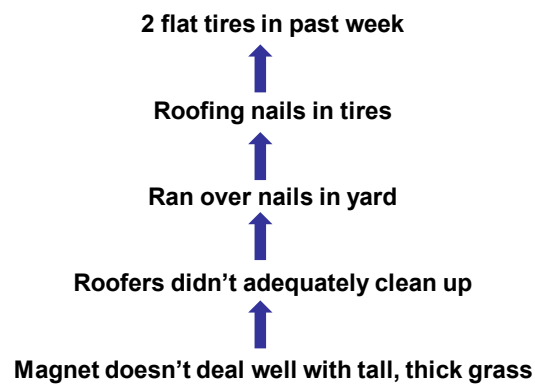 2 flat tires in past week
Roofing nails in tires
Ran over nails in yard
Roofers didn't adequately clean up
Magnet doesn't deal well with tall, thick grass